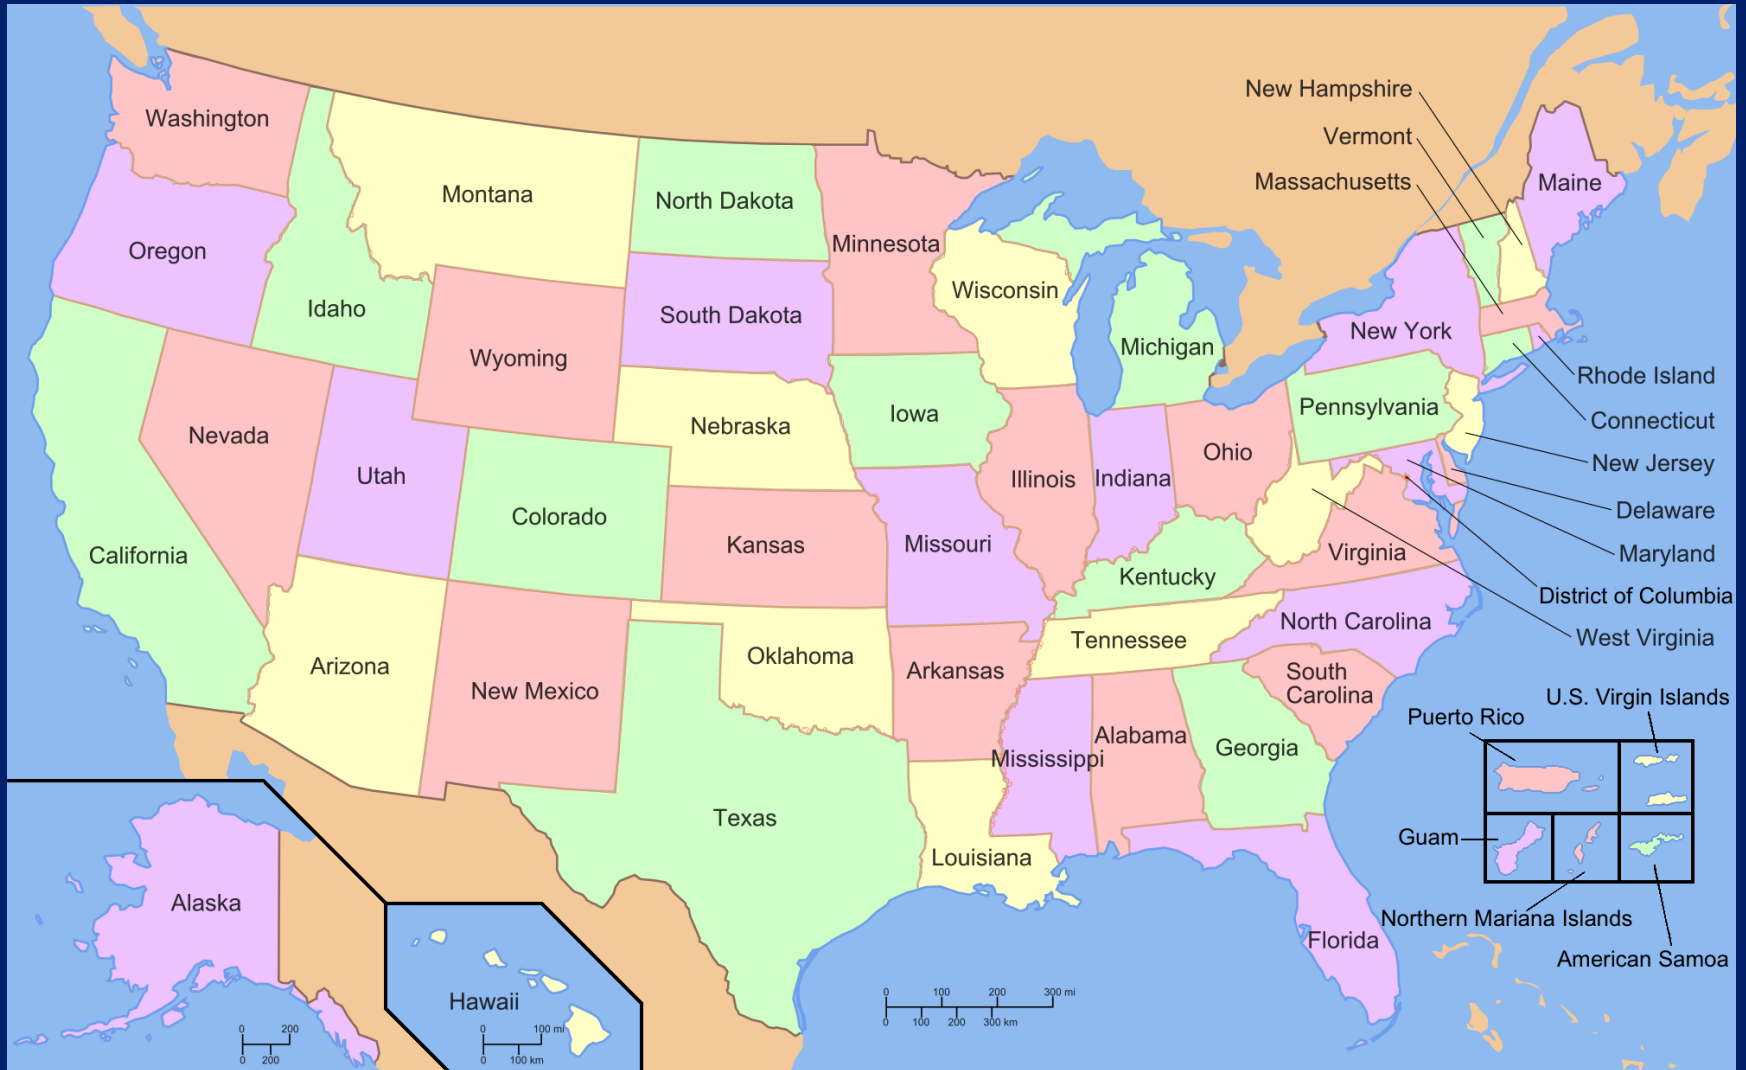 New Hampshire
Vermont
Massachusetts
Washington
Maine
Montana
North Dakota
Minnesota
Oregon
Wisconsin
Idaho
South Dakota
New York
Michigan
Wyoming
Rhode Island
Pennsylvania
Iowa
Connecticut
Nebraska
Nevada
Ohio
New Jersey
Utah
Illinois
Indiana
Delaware
Colorado
Kansas
Missouri
Virginia
Maryland
California
Kentucky
District of Columbia
North Carolina
West Virginia
Tennessee
Oklahoma
Arizona
Arkansas
South
Carolina
New Mexico
U.S. Virgin Islands
Puerto Rico
Alabama
Georgia
Mississippi
Texas
Guam
Louisiana
Alaska
Northern Mariana Islands
Florida
American Samoa
Hawaii
0 100 200 300 mi
0 100 200 300 km
0 200
0 200
0 100 mi
0 100 km